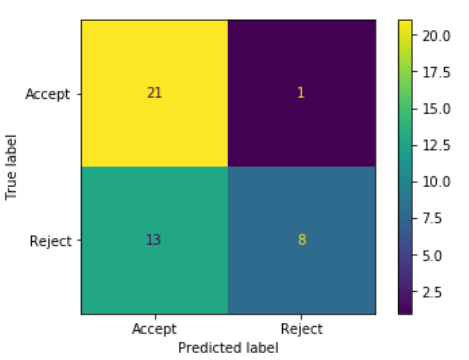 20.0
17.5
Accept 21 1
15.0
12.5
True label
10.0
7.5
Reject 13 8
5.0
2.5
Accept Reject
Predicted label